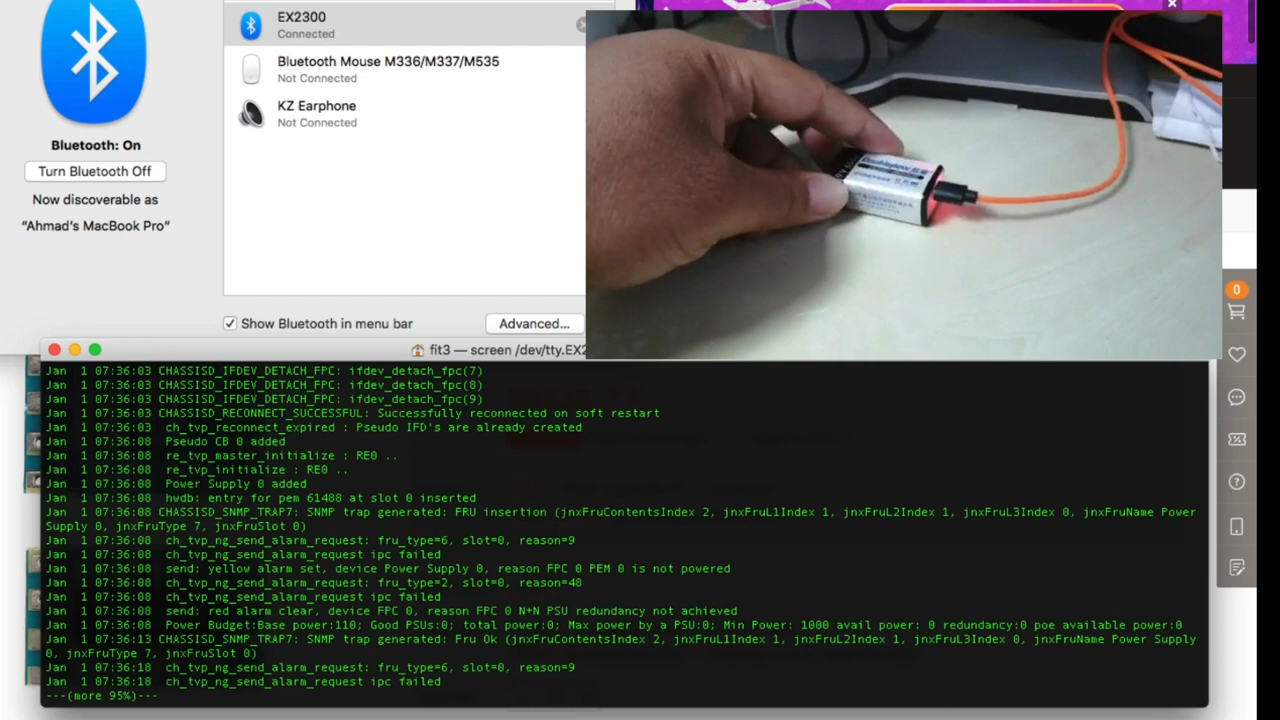 EX2300
Connected
Bluetooth Mouse M336/M337/M535
Not Connected
KZ Earphone
Not Connected
Bluetooth: On
Turn Bluetooth Off
Now discoverable as
“Ahmad's MacBook Pro”
Show Bluetooth in menu bar
Advanced...
0
fit3 — screen /dev/tty.EX2
Jan 1 07:36:03 CHASSISD_IFDEV_DETACH_FPC: ifdev_detach_fpc(7)
Jan 1 07:36:03 CHASSISD_IFDEV_DETACH_FPC: ifdev_detach_fpc(8)
Jan 1 07:36:03 CHASSISD_IFDEV_DETACH_FPC: ifdev_detach_fpc(9)
Jan 1 07:36:03 CHASSISD_RECONNECT_SUCCESSFUL: Successfully reconnected on soft restart
Jan 1 07:36:03 ch_tvp_reconnect_expired : Pseudo IFD's are already created
Jan 1 07:36:08 Pseudo CB 0 added
Jan 1 07:36:08 re_tvp_master_initialize : RE0 ..
Jan 1 07:36:08 re_tvp_initialize : RE0 ..
Jan 1 07:36:08 Power Supply 0 added
Jan 1 07:36:08 hwdb: entry for pem 61488 at slot 0 inserted
Jan 1 07:36:08 CHASSISD_SNMP_TRAP7: SNMP trap generated: FRU insertion (jnxFruContentsIndex 2, jnxFruL1Index 1, jnxFruL2Index 1, jnxFruL3Index 0, jnxFruName Power
Supply 0, jnxFruType 7, jnxFruSlot 0)
Jan 1 07:36:08 ch_tvp_ng_send_alarm_request: fru_type=6, slot=0, reason=9
Jan 1 07:36:08 ch_tvp_ng_send_alarm_request ipc failed
Jan 1 07:36:08 send: yellow alarm set, device Power Supply 0, reason FPC 0 PEM 0 is not powered
Jan 1 07:36:08 ch_tvp_ng_send_alarm_request: fru_type=2, slot=0, reason=48
Jan 1 07:36:08 ch_tvp_ng_send_alarm_request ipc failed
Jan 1 07:36:08 send: red alarm clear, device FPC 0, reason FPC 0 N+N PSU redundancy not achieved
Jan 1 07:36:08 Power Budget:Base power:110; Good PSUs:0; total power:0; Max power by a PSU:0; Min Power: 1000 avail power: 0 redundancy:0 poe available power:0
Jan 1 07:36:13 CHASSISD_SNMP_TRAP7: SNMP trap generated: Fru Ok (jnxFruContentsIndex 2, jnxFruL1Index 1, jnxFruL2Index 1, jnxFruL3Index 0, jnxFruName Power Supply
0, jnxFruType 7, jnxFruSlot 0)
Jan 1 07:36:18 ch_tvp_ng_send_alarm_request: fru_type=6, slot=0, reason=9
Jan 1 07:36:18 ch_tvp_ng_send_alarm_request ipc failed
---(more 95%)---